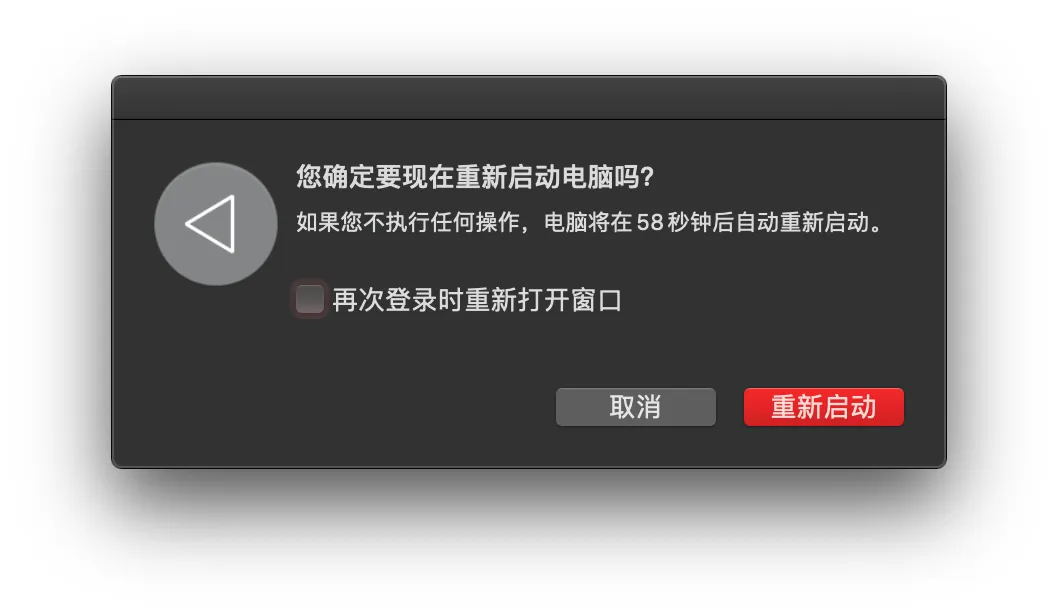 您确定要现在重新启动电脑吗?
如果您不执行任何操作，电脑将在 58 秒钟后自动重新启动。
再次登录时重新打开窗口
取消
重新启动